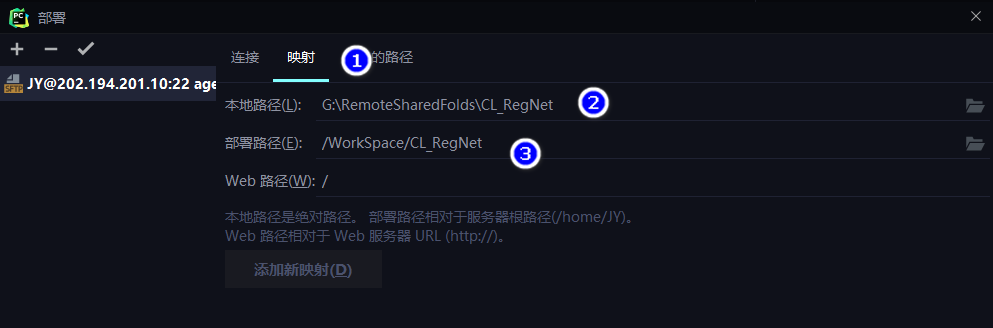 PC 部署
连接 映射 1 的路径
SFTP JY@202.194.201.10:22 age
本地路径(L): G:\RemoteSharedFolds\CL_RegNet 2
部署路径(E): /WorkSpace/CL_RegNet 3
Web 路径(W): /
本地路径是绝对路径。 部署路径相对于服务器根路径(/home/JY)。
Web 路径相对于 Web 服务器 URL (http://)。
添加新映射(D)